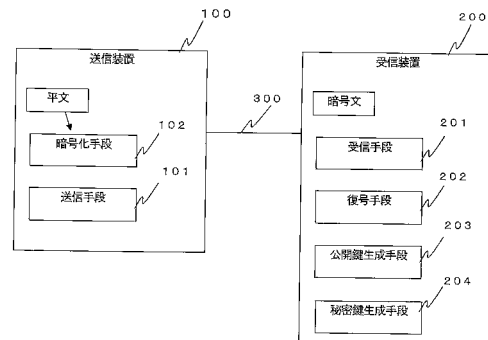 100
送信装置
平文
102
暗号化手段
101
送信手段
300
200
受信装置
暗号文
201
受信手段
202
復号手段
203
公開鍵生成手段
204
秘密鍵生成手段